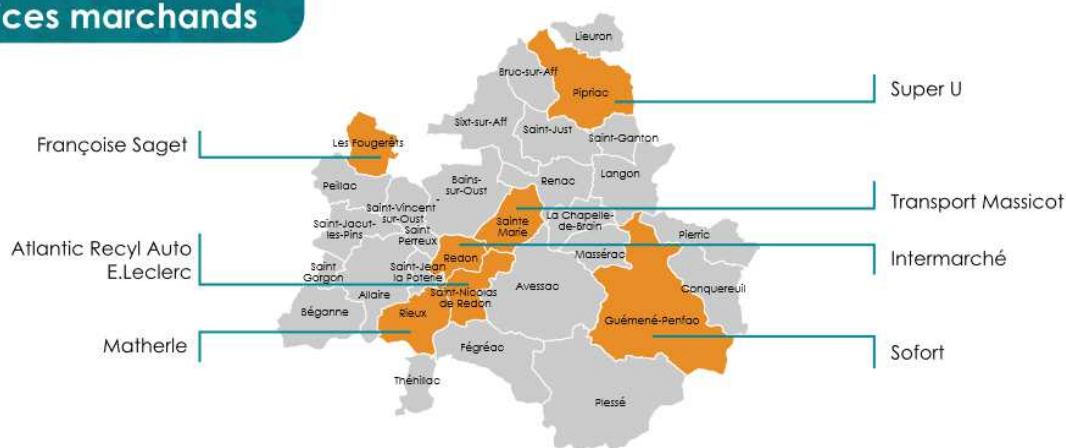 ices marchands
Lieuron
Bruc-sur-Aff
Pipriac
Super U
Sixt-sur-Aff
Saint-Just
Saint-Ganton
Françoise Saget
Les Fougerêts
Peillac
Bains-
sur-Oust
Renac
Langon
Saint-Vincent
sur-Oust
Sainte
Marie
La Chapelle-
de-Brain
Transport Massicot
Saint-Jacut-
les-Pins
Saint
Perreux
Pierric
Atlantic Recyl Auto
E.Leclerc
Redon
Massérac
Intermarché
Saint
Gorgon
Saint-Jean
la Poterie
Allaire
Saint-Nicolas
de Redon
Avessac
Conquereuil
Béganne
Rieux
Guémené-Penfao
Matherle
Fégréac
Sofort
Théhillac
Plessé